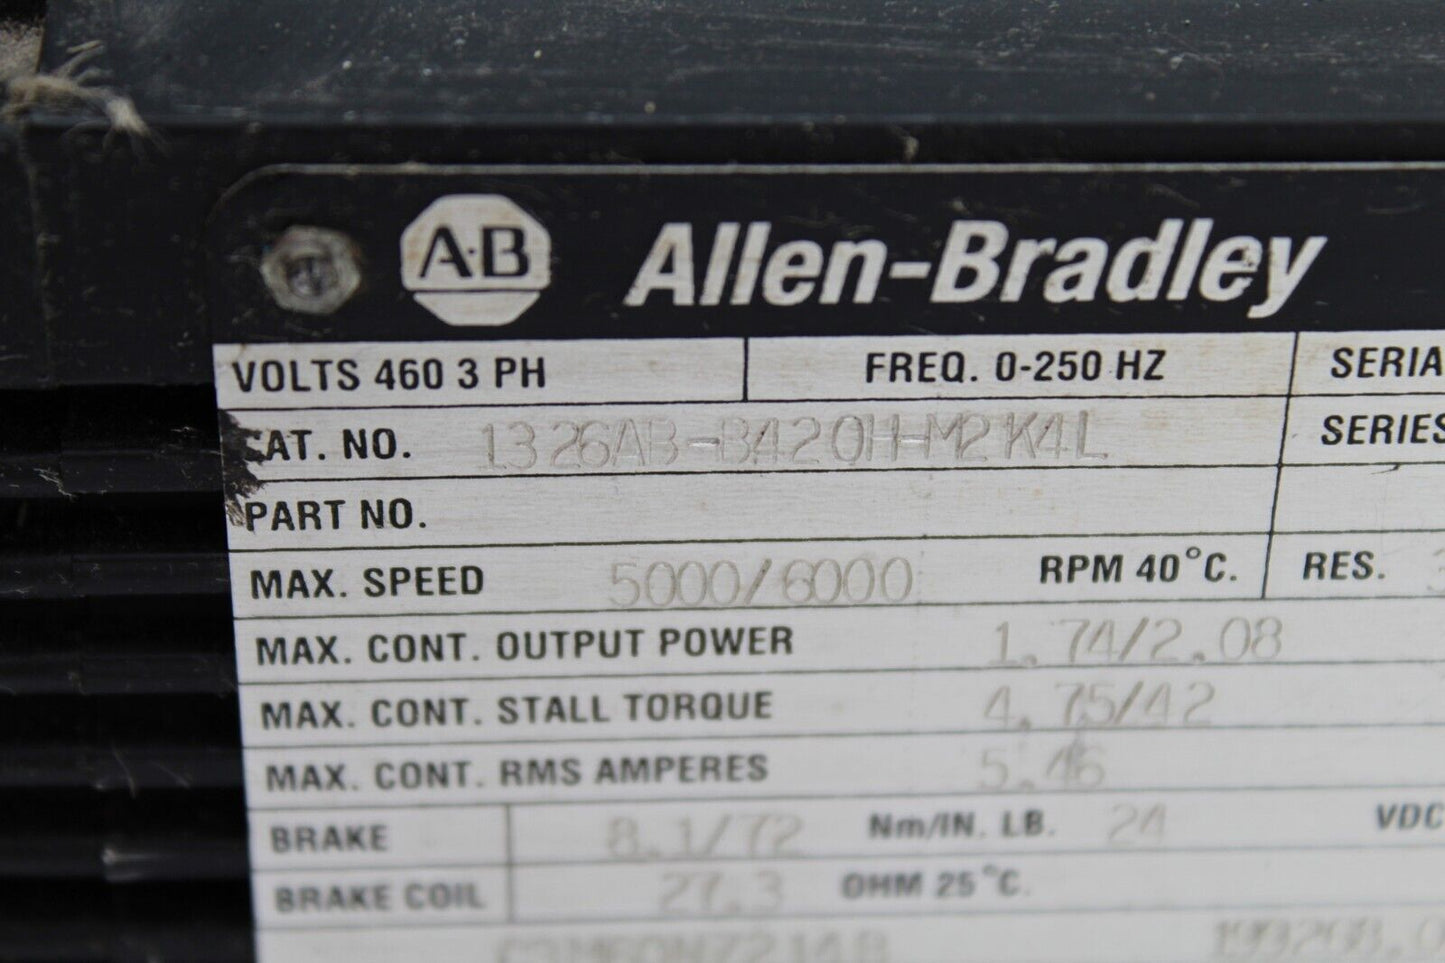 A·B Allen-Bradley
VOLTS 460 3 PH FREQ. 0-250 HZ SERIA
CAT. NO. 1326AB-B420H-M2K4L SERIES
PART NO.
MAX. SPEED 5000/6000 RPM 40°C. RES. 3
MAX. CONT. OUTPUT POWER 1.74/2.08
MAX. CONT. STALL TORQUE 4.75/42
MAX. CONT. RMS AMPERES 5.46
BRAKE 8.1/72 Nm/IN. LB. 24 VDC
BRAKE COIL 27.3 OHM 25°C.